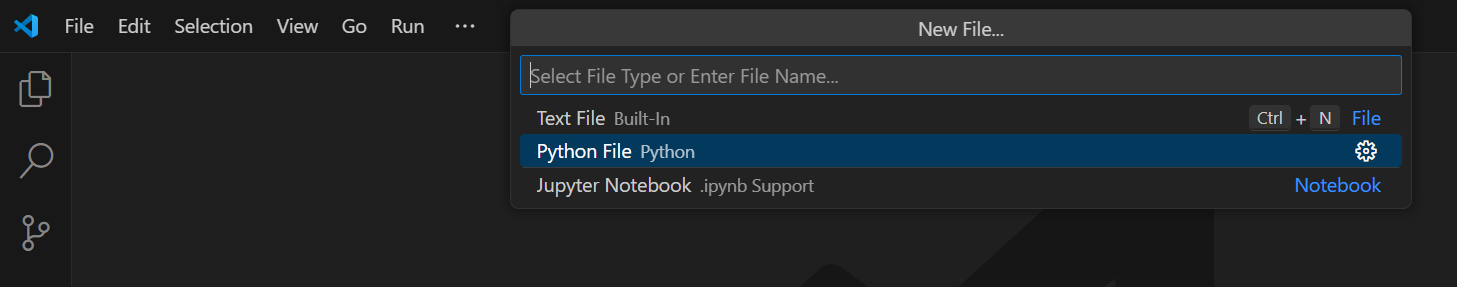 File Edit Selection View Go Run ...
New File...
Select File Type or Enter File Name...
Text File Built-In Ctrl + N File
Python File Python
Jupyter Notebook .ipynb Support Notebook